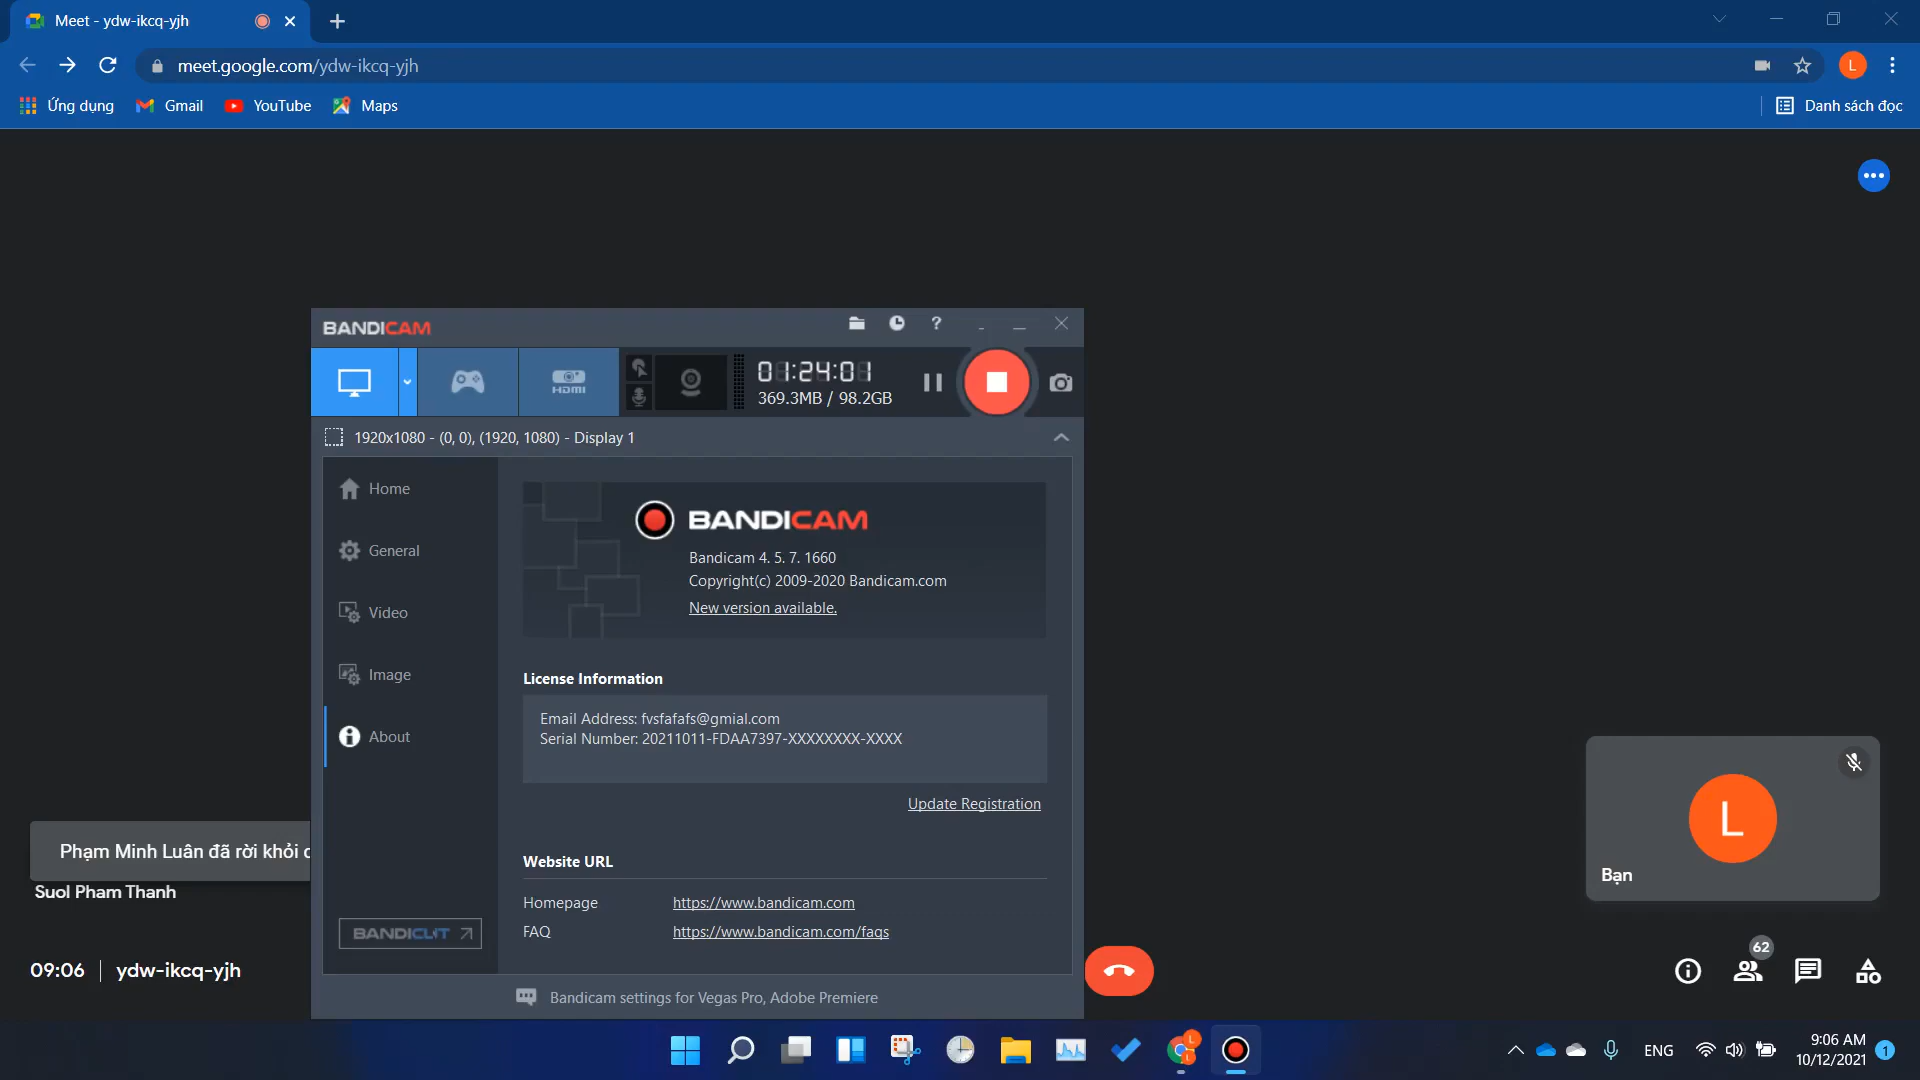 Meet - ydw-ikcq-yjh
meet.google.com/ydw-ikcq-yjh
L
Ứng dụng
Gmail
YouTube
Maps
Danh sách đọc
BANDICAM
HDMI
01:24:01
369.3MB / 98.2GB
1920x1080 - (0, 0), (1920, 1080) - Display 1
Home
General
Video
Image
About
BANDICUT
BANDICAM
Bandicam 4. 5. 7. 1660
Copyright(c) 2009-2020 Bandicam.com
New version available.
License Information
Email Address: fvsfafafs@gmial.com
Serial Number: 20211011-FDAA7397-XXXXXXXX-XXXX
Update Registration
Website URL
Homepage https://www.bandicam.com
FAQ https://www.bandicam.com/faqs
Bandicam settings for Vegas Pro, Adobe Premiere
Phạm Minh Luân đã rời khỏi
Suol Pham Thanh
09:06 | ydw-ikcq-yjh
L
Bạn
62
ENG
9:06 AM
10/12/2021
1